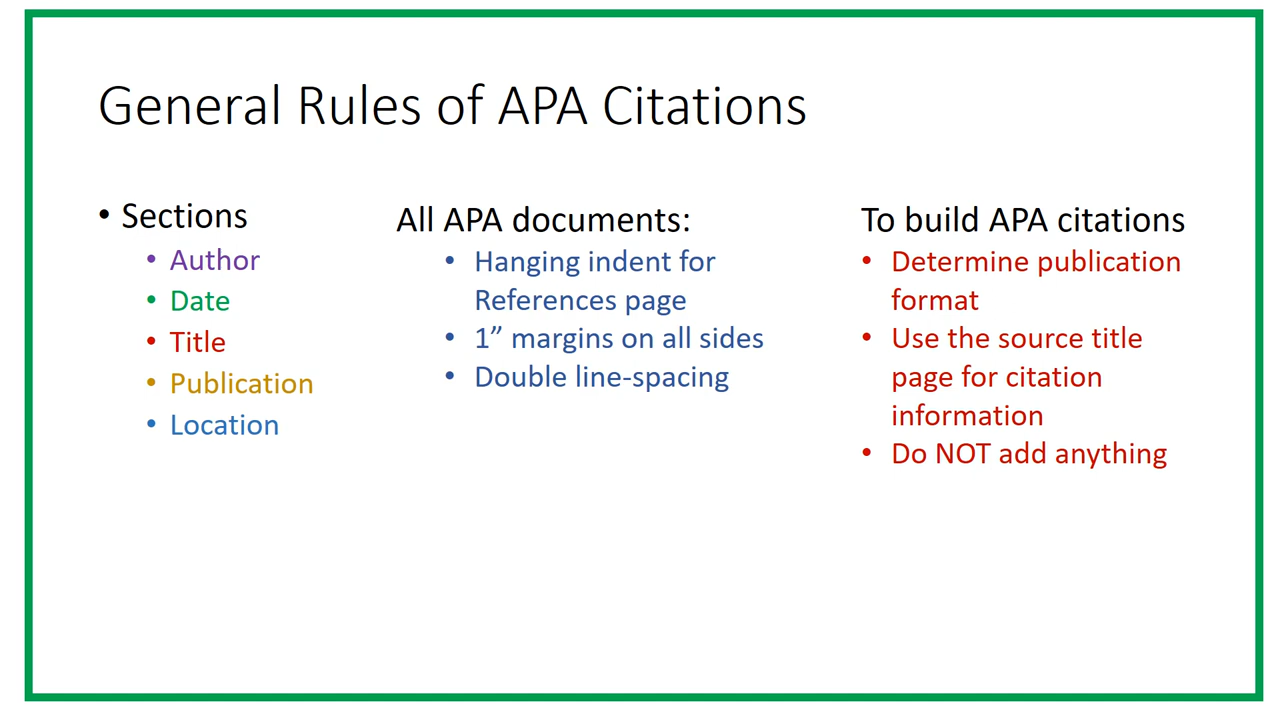 General Rules of APA Citations
• Sections
• Author
• Date
• Title
• Publication
• Location
All APA documents:
• Hanging indent for
References page
• 1” margins on all sides
• Double line-spacing
To build APA citations
• Determine publication
format
• Use the source title
page for citation
information
• Do NOT add anything